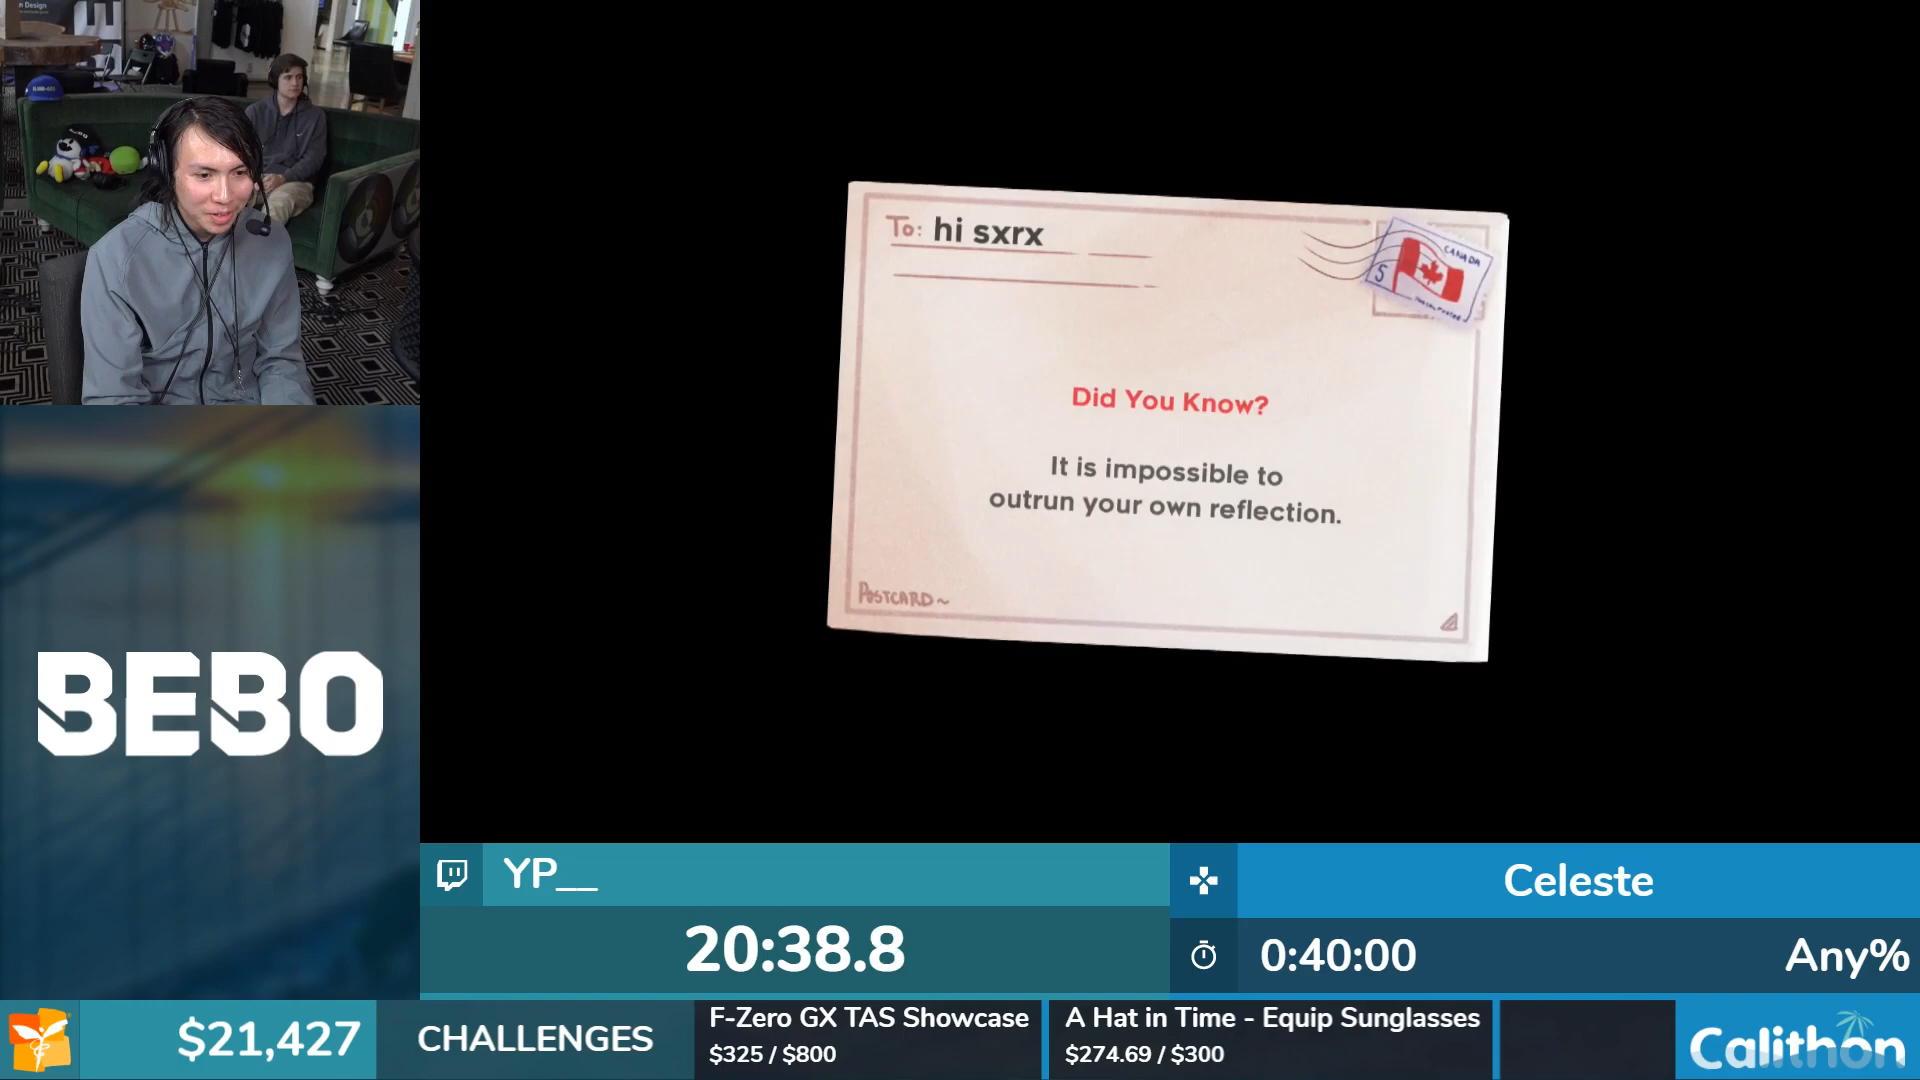 n Design
To: hi sxrx
CANADA
5
Did You Know?
It is impossible to
outrun your own reflection.
POSTCARD~
BEBO
YP__
Celeste
20:38.8
0:40:00
Any%
$21,427
CHALLENGES
F-Zero GX TAS Showcase
$325 / $800
A Hat in Time - Equip Sunglasses
$274.69 / $300
Calithon